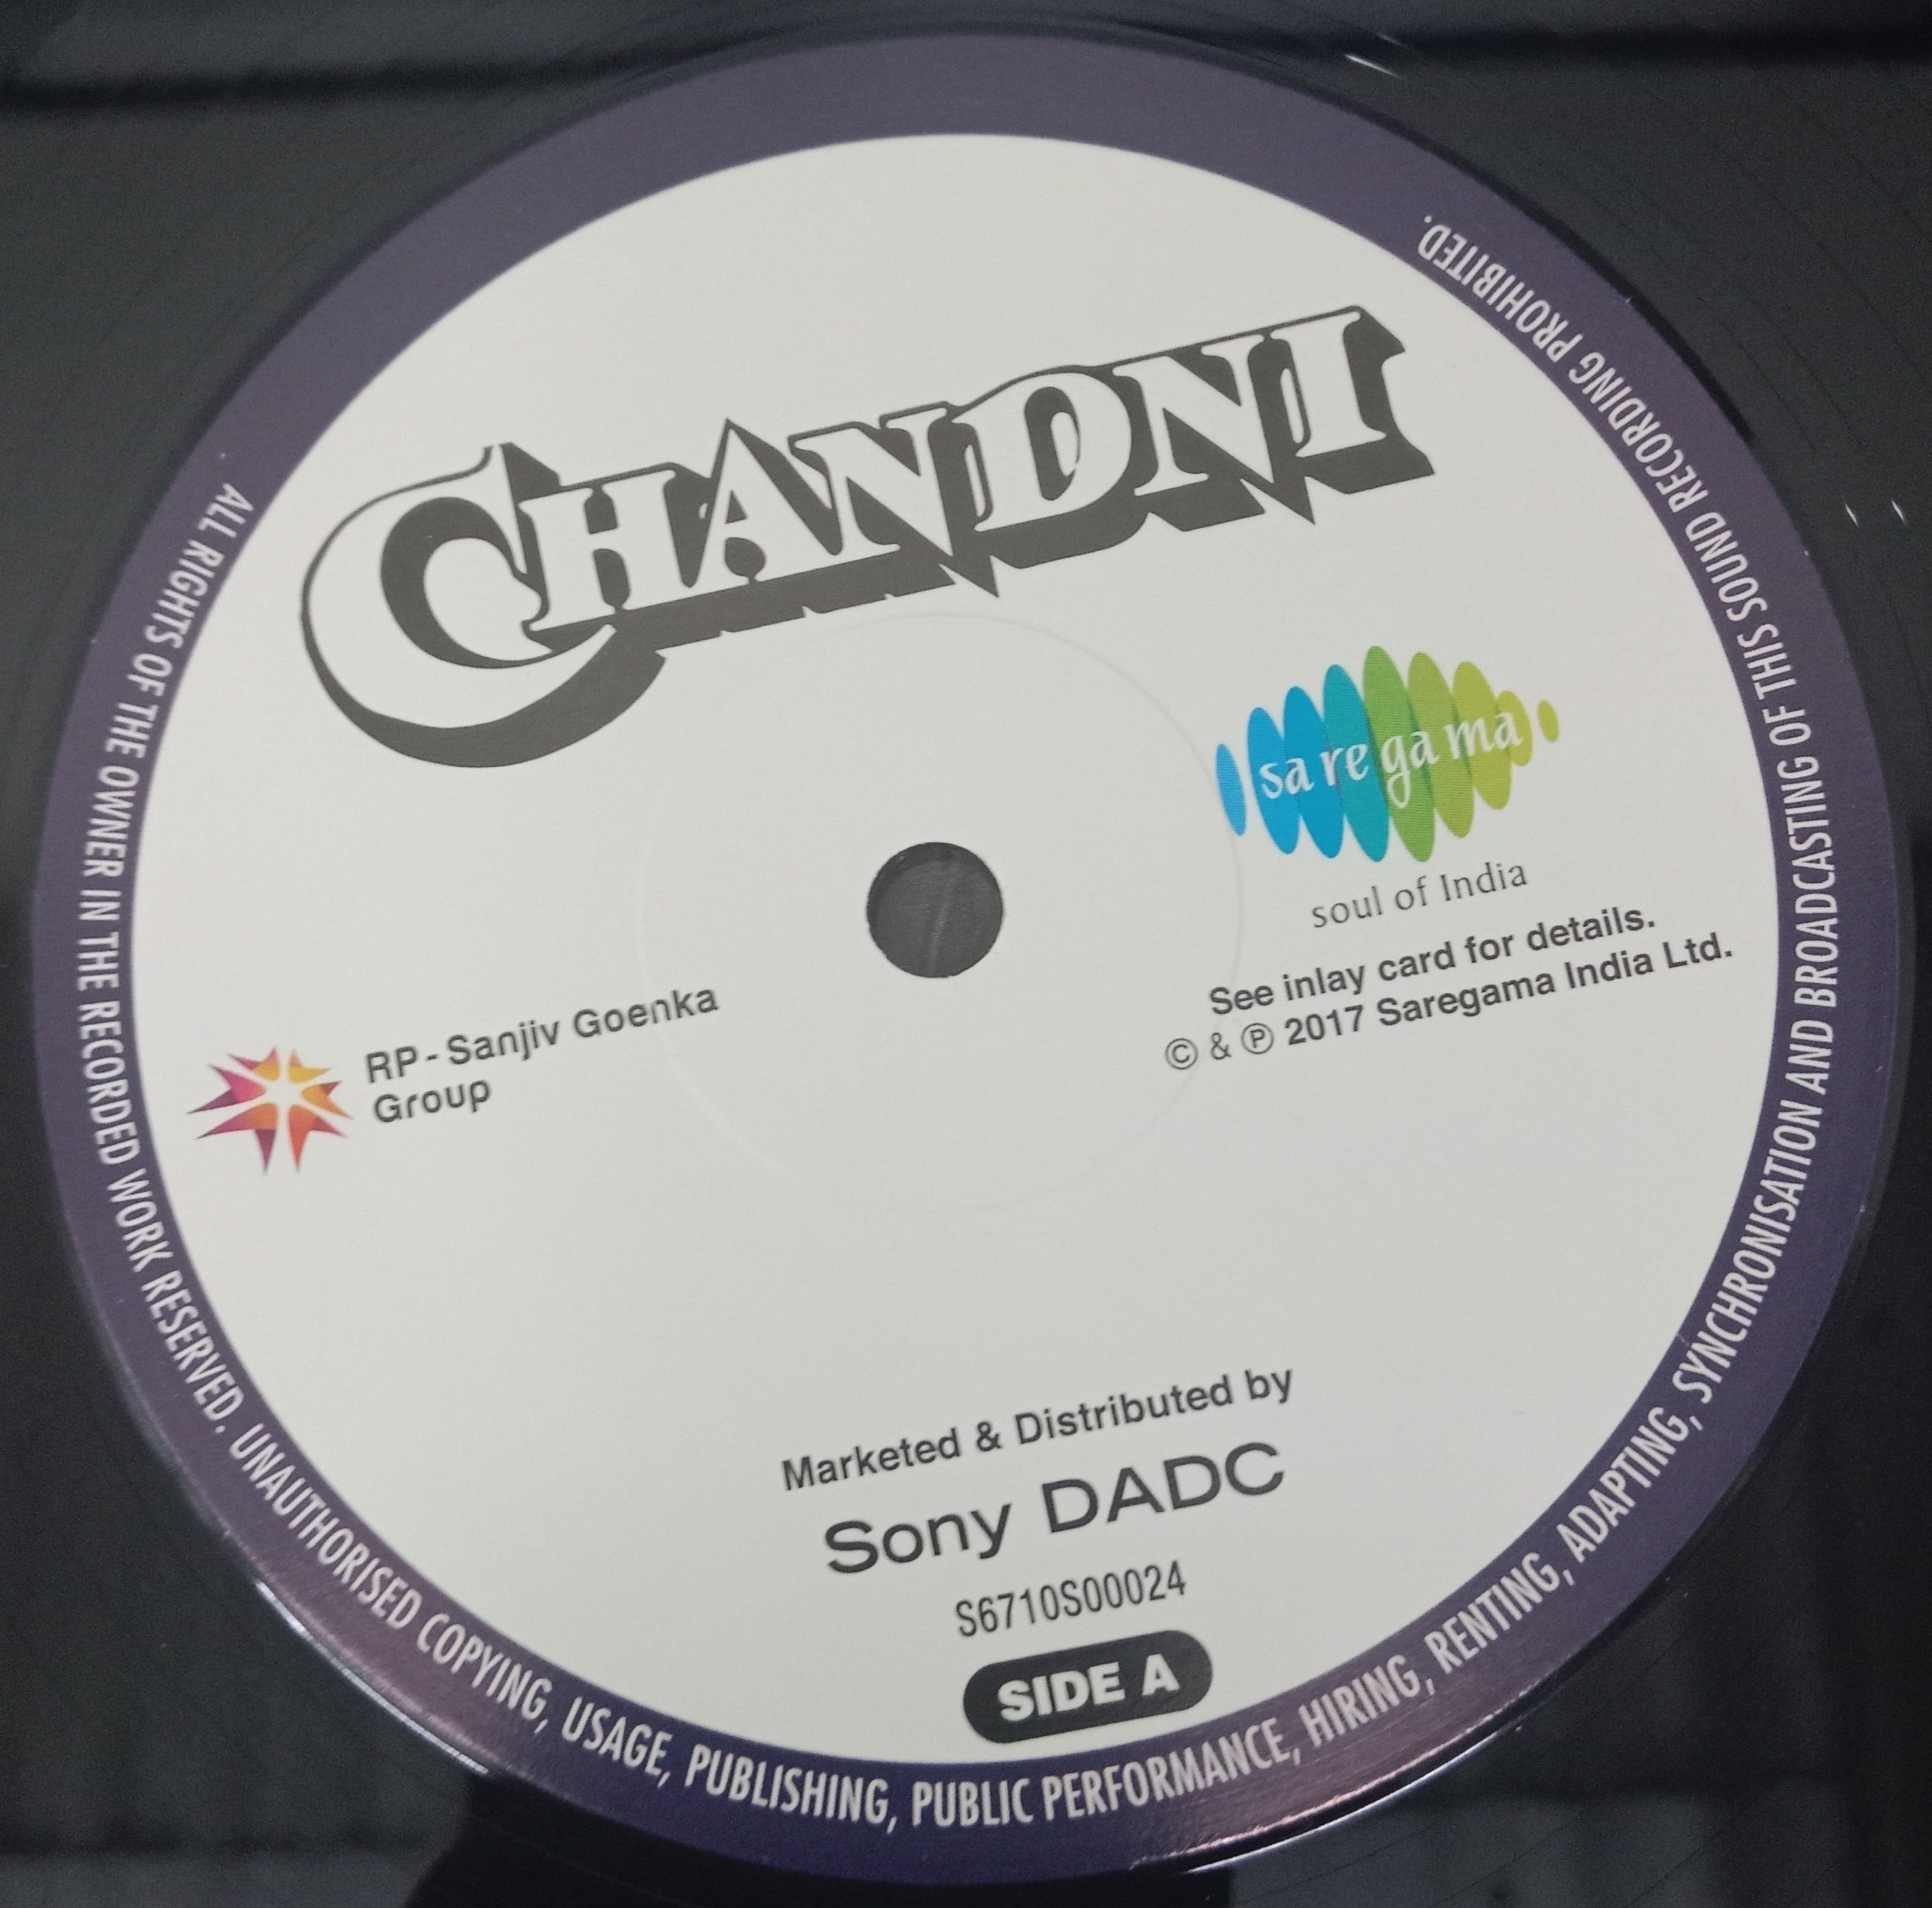 CHANDNI
sa re ga ma
soul of India
See inlay card for details.
© & ℗ 2017 Saregama India Ltd.
RP-Sanjiv Goenka
Group
Marketed & Distributed by
Sony DADC
S6710S00024
SIDE A
ALL RIGHTS OF THE OWNER IN THE RECORDED WORK RESERVED. UNAUTHORISED COPYING, USAGE, PUBLISHING, PUBLIC PERFORMANCE, HIRING, RENTING, ADAPTING, SYNCHRONISATION AND BROADCASTING OF THIS SOUND RECORDING PROHIBITED.